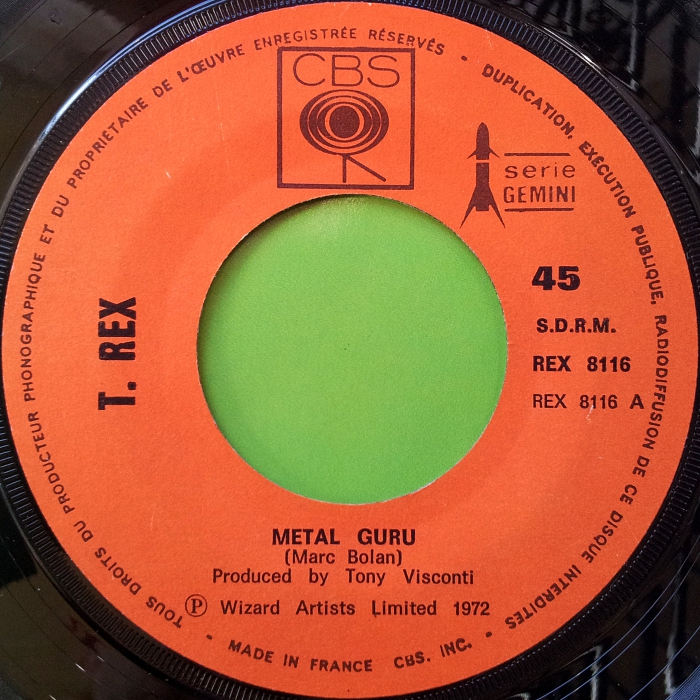 TOUS DROITS DU PRODUCTEUR PHONOGRAPHIQUE ET DU PROPRIETAIRE DE L'ŒUVRE ENREGISTRÉE RÉSERVÉS - DUPLICATION, EXÉCUTION PUBLIQUE, RADIODIFFUSION DE CE DISQUE INTERDITES -
CBS
serie
GEMINI
T. REX
45
S.D.R.M.
REX 8116
REX 8116 A
METAL GURU
(Marc Bolan)
Produced by Tony Visconti
Ⓟ Wizard Artists Limited 1972
- MADE IN FRANCE CBS. INC. -